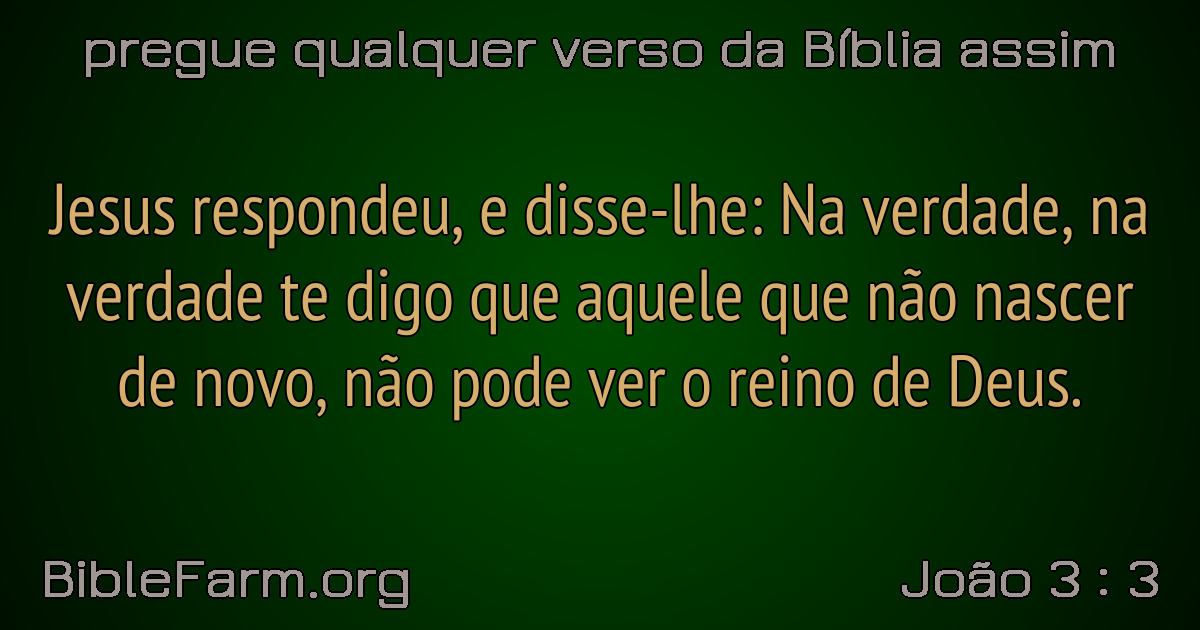 pregue qualquer verso da Bíblia assim
Jesus respondeu, e disse-lhe: Na verdade, na
verdade te digo que aquele que não nascer
de novo, não pode ver o reino de Deus.
BibleFarm.org
João 3 : 3